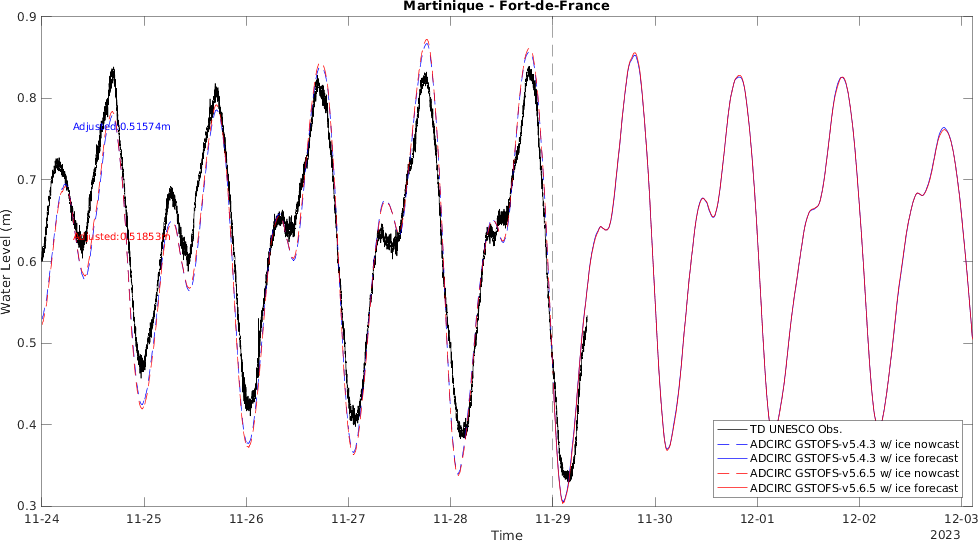 Martinique - Fort-de-France
0.9
0.8
0.7
0.6
0.5
0.4
0.3
Water Level (m)
Adjusted:0.51574m
Adjusted:0.51853m
TD UNESCO Obs.
ADCIRC GSTOFS-v5.4.3 w/ ice nowcast
ADCIRC GSTOFS-v5.4.3 w/ ice forecast
ADCIRC GSTOFS-v5.6.5 w/ ice nowcast
ADCIRC GSTOFS-v5.6.5 w/ ice forecast
11-24 11-25 11-26 11-27 11-28 11-29 11-30 12-01 12-02 12-03
Time
2023